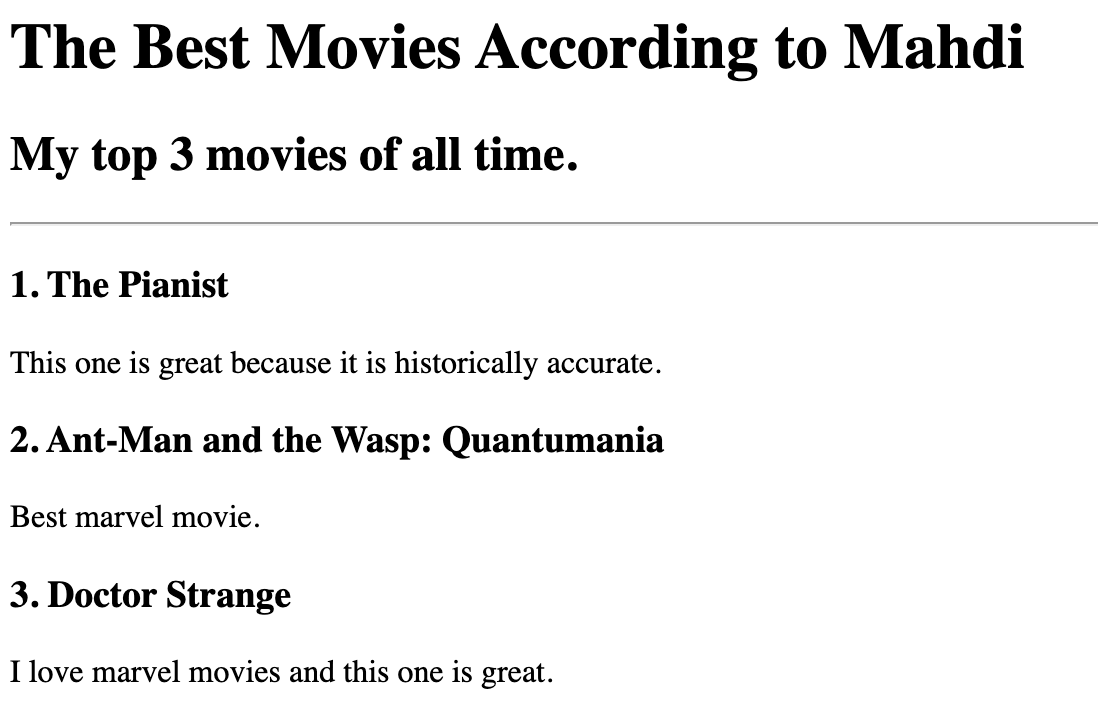 The Best Movies According to Mahdi
My top 3 movies of all time.
1. The Pianist
This one is great because it is historically accurate.
2. Ant-Man and the Wasp: Quantumania
Best marvel movie.
3. Doctor Strange
I love marvel movies and this one is great.